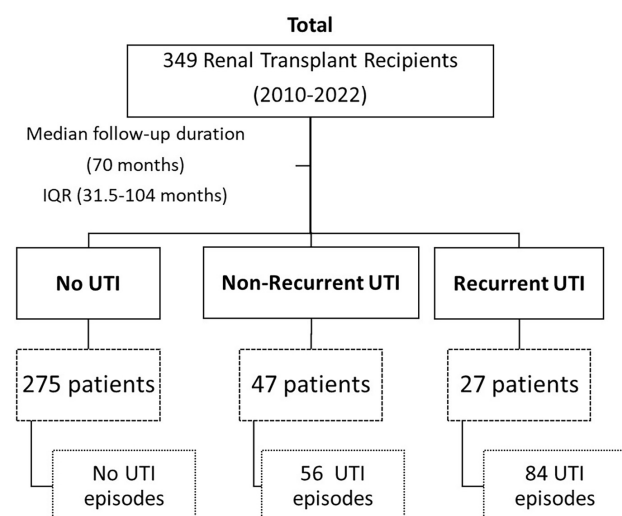 Total
349 Renal Transplant Recipients
(2010-2022)
Median follow-up duration
(70 months)
IQR (31.5-104 months)
No UTI
Non-Recurrent UTI
Recurrent UTI
275 patients
47 patients
27 patients
No UTI
episodes
56 UTI
episodes
84 UTI
episodes